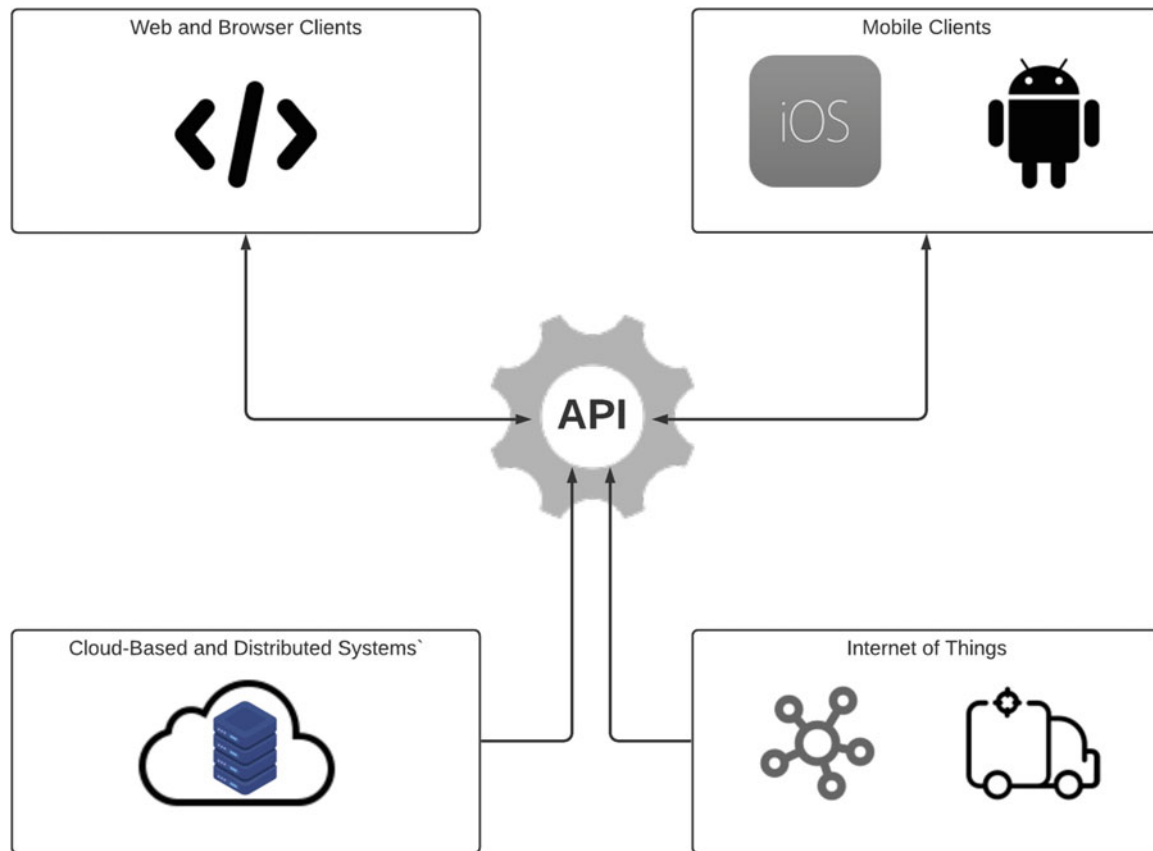 Web and Browser Clients
Mobile Clients
iOS
API
Cloud-Based and Distributed Systems`
Internet of Things